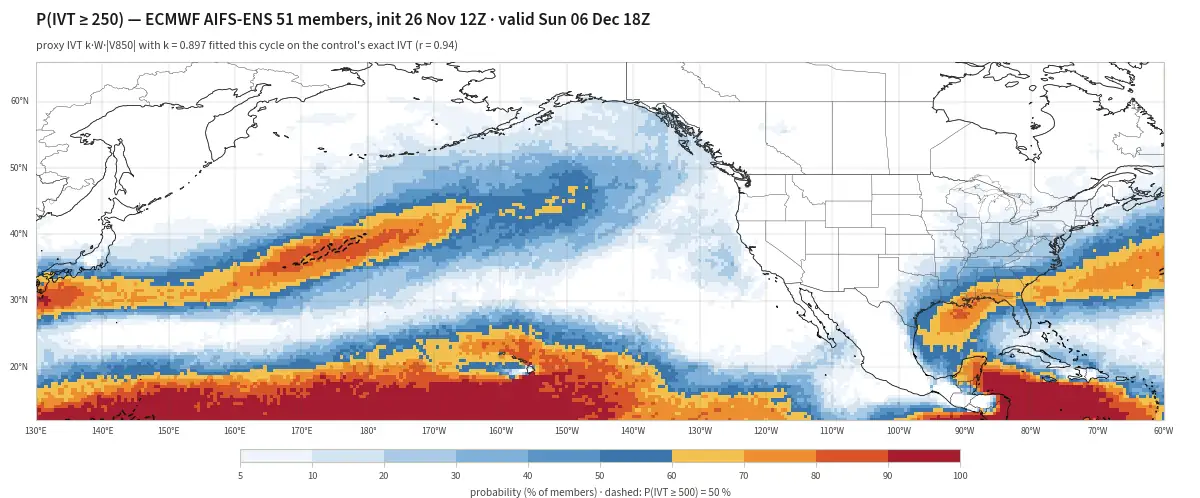 P(IVT ≥ 250) — ECMWF AIFS-ENS 51 members, init 26 Nov 12Z · valid Sun 06 Dec 18Z
proxy IVT k·W·|V850| with k = 0.897 fitted this cycle on the control's exact IVT (r = 0.94)
60°N
50°N
40°N
30°N
20°N
130°E 140°E 150°E 160°E 170°E 180° 170°W 160°W 150°W 140°W 130°W 120°W 110°W 100°W 90°W 80°W 70°W 60°W
5 10 20 30 40 50 60 70 80 90 100
probability (% of members) · dashed: P(IVT ≥ 500) = 50 %